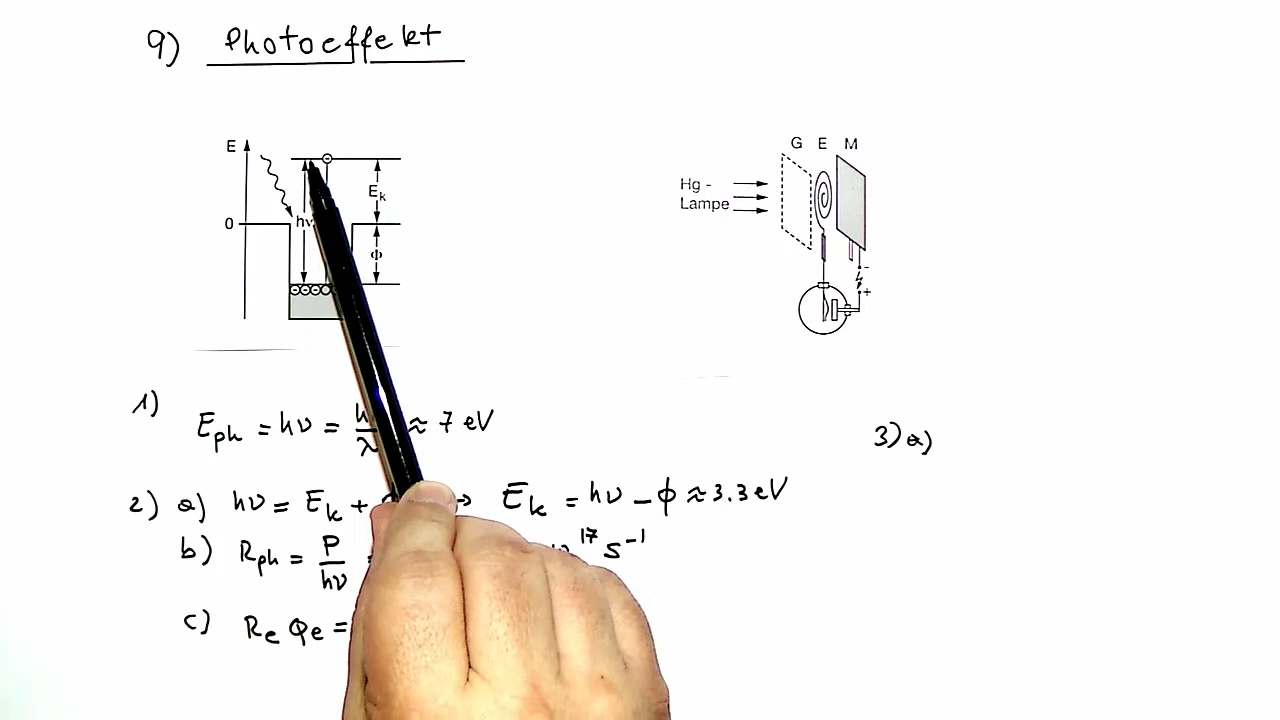 9) Photoeffekt
E
0
hν
E_k
Φ
G E M
Hg -
Lampe
-
+
1)
E_ph = hν = h/λ ≈ 7 eV
3) a)
2) a) hν = E_k + → E_k = hν - ϕ ≈ 3.3 eV
b) R_ph = P/hν 17 s^-1
c) R_e Q_e =